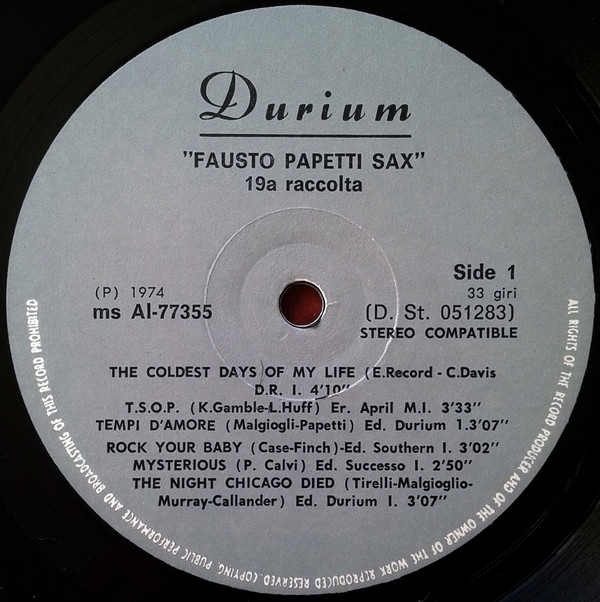 Durium
"FAUSTO PAPETTI SAX"
19a raccolta
(P) 1974
ms Al-77355
Side 1
33 giri
(D. St. 051283)
STEREO COMPATIBLE
THE COLDEST DAYS OF MY LIFE (E.Record - C.Davis
D.R. I. 4'10"
T.S.O.P. (K.Gamble-L.Huff) Er. April M.I. 3'33"
TEMPI D'AMORE (Malgiogli-Papetti) Ed. Durium 1.3'07"
ROCK YOUR BABY (Case-Finch)-Ed. Southern I. 3'02"
MYSTERIOUS (P. Calvi) Ed. Successo I. 2'50"
THE NIGHT CHICAGO DIED (Tirelli-Malgioglio-
Murray-Callander) Ed. Durium I. 3'07"
ALL RIGHTS OF THE RECORD PRODUCER AND OF THE OWNER OF THE WORK REPRODUCED RESERVED. COPYING, PUBLIC PERFORMANCE AND BROADCASTING OF THIS RECORD PROHIBITED